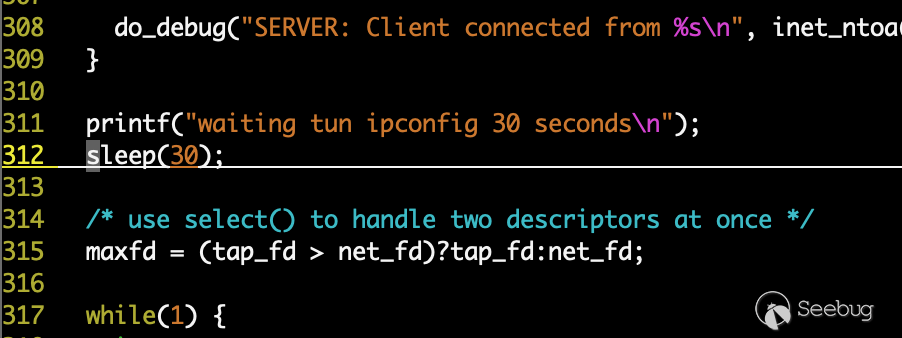 308 do_debug("SERVER: Client connected from %s\n", inet_ntoa(
309 }
310
311 printf("waiting tun ipconfig 30 seconds\n");
312 sleep(30);
313
314 /* use select() to handle two descriptors at once */
315 maxfd = (tap_fd > net_fd)?tap_fd:net_fd;
316
317 while(1) {
Seebug